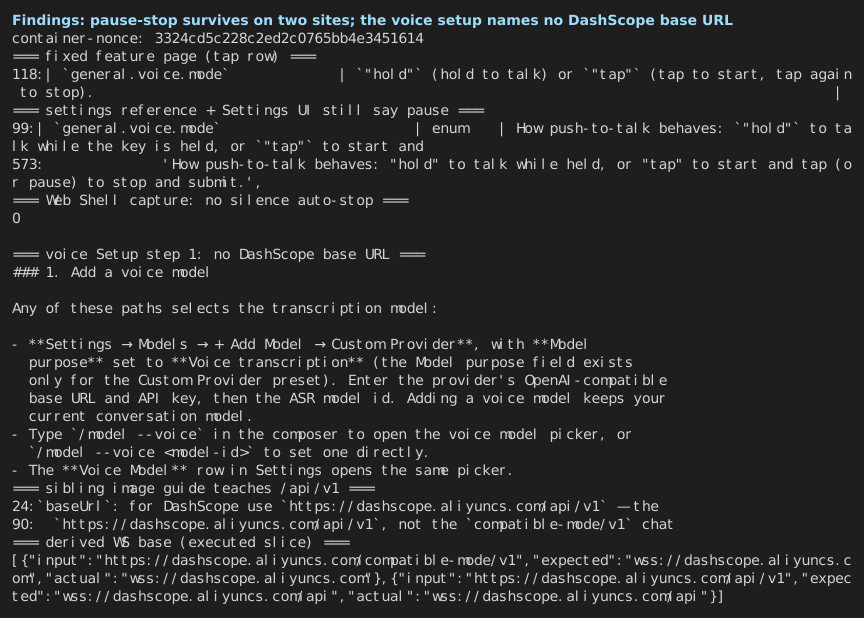 Findings: pause-stop survives on two sites; the voice setup names no DashScope base URL
container-nonce: 3324cd5c228c2ed2c0765bb4e3451614
=== fixed feature page (tap row) ===
118:| `general.voice.mode`             | `"hold"` (hold to talk) or `"tap"` (tap to start, tap again
 to stop).                                                                                   |
=== settings reference + Settings UI still say pause ===
99:| `general.voice.mode`                       | enum   | How push-to-talk behaves: `"hold"` to ta
lk while the key is held, or `"tap"` to start and
573:              'How push-to-talk behaves: "hold" to talk while held, or "tap" to start and tap (o
r pause) to stop and submit.',
=== Web Shell capture: no silence auto-stop ===
0

=== voice Setup step 1: no DashScope base URL ===
### 1. Add a voice model

Any of these paths selects the transcription model:

- **Settings → Models → + Add Model → Custom Provider**, with **Model
  purpose** set to **Voice transcription** (the Model purpose field exists
  only for the Custom Provider preset). Enter the provider's OpenAI-compatible
  base URL and API key, then the ASR model id. Adding a voice model keeps your
  current conversation model.
- Type `/model --voice` in the composer to open the voice model picker, or
  `/model --voice <model-id>` to set one directly.
- The **Voice Model** row in Settings opens the same picker.
=== sibling image guide teaches /api/v1 ===
24:`baseUrl`: for DashScope use `https://dashscope.aliyuncs.com/api/v1` — the
90:  `https://dashscope.aliyuncs.com/api/v1`, not the `compatible-mode/v1` chat
=== derived WS base (executed slice) ===
[{"input":"https://dashscope.aliyuncs.com/compatible-mode/v1","expected":"wss://dashscope.aliyuncs.c
om","actual":"wss://dashscope.aliyuncs.com"},{"input":"https://dashscope.aliyuncs.com/api/v1","expec
ted":"wss://dashscope.aliyuncs.com/api","actual":"wss://dashscope.aliyuncs.com/api"}]